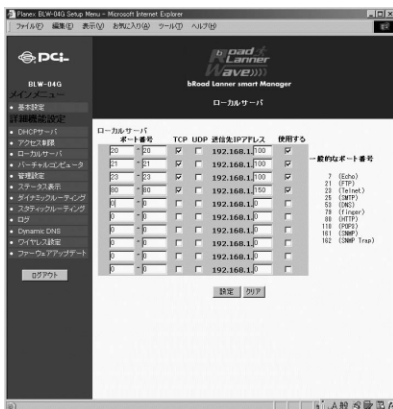 Planex BLW-04G Setup Menu - Microsoft Internet Explorer
ファイル(F) 編集(E) 表示(V) お気に入り(A) ツール(T) ヘルプ(H)
PCi.
BRoad
Lanner
Wave
BLW-04G
bRoad Lanner smart Manager
ローカルサーバ
メインメニュー
基本設定
詳細機能設定
DHCPサーバ
アクセス制限
ローカルサーバ
バーチャルコンピュータ
管理設定
ステータス表示
ダイナミックルーティング
スタティックルーティング
ログ
Dynamic DNS
ワイヤレス設定
ファームウェアアップデート
ログアウト
ローカルサーバ
ポート番号 TCP UDP 送信先IPアドレス 使用する
20 ~ 20 192.168.1.100
21 ~ 21 192.168.1.100
23 ~ 23 192.168.1.100
80 ~ 80 192.168.1.150
0 ~ 0 192.168.1.0
0 ~ 0 192.168.1.0
0 ~ 0 192.168.1.0
0 ~ 0 192.168.1.0
0 ~ 0 192.168.1.0
0 ~ 0 192.168.1.0
設定 クリア
一般的なポート番号
7 (Echo)
21 (FTP)
23 (Telnet)
25 (SMTP)
53 (DNS)
79 (finger)
80 (HTTP)
110 (POP3)
161 (SNMP)
162 (SNMP Trap)